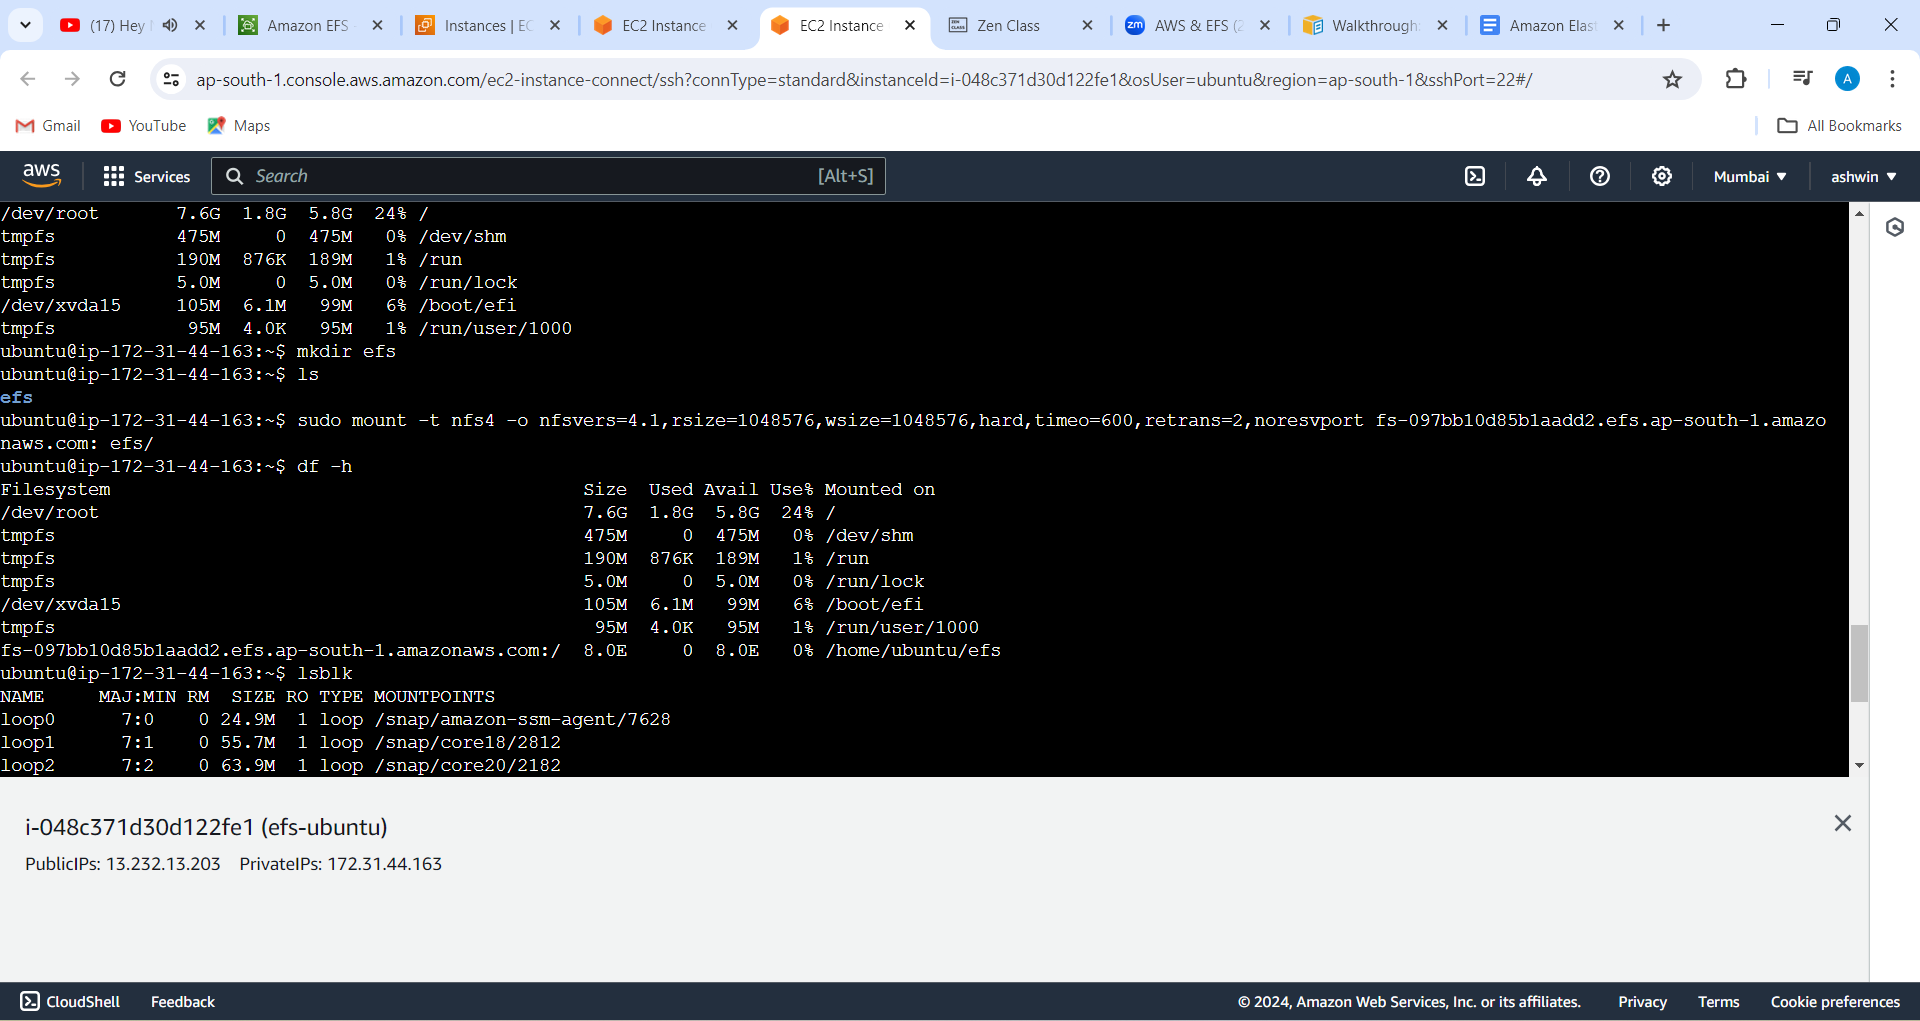 (17) Hey
Amazon EFS
Instances | EC
EC2 Instance
EC2 Instance
Zen Class
AWS & EFS (2
Walkthrough:
Amazon Elast
ap-south-1.console.aws.amazon.com/ec2-instance-connect/ssh?connType=standard&instanceId=i-048c371d30d122fe1&osUser=ubuntu&region=ap-south-1&sshPort=22#/
A
Gmail
YouTube
Maps
All Bookmarks
aws
Services
Search
[Alt+S]
Mumbai
ashwin
/dev/root 7.6G 1.8G 5.8G 24% /
tmpfs 475M 0 475M 0% /dev/shm
tmpfs 190M 876K 189M 1% /run
tmpfs 5.0M 0 5.0M 0% /run/lock
/dev/xvda15 105M 6.1M 99M 6% /boot/efi
tmpfs 95M 4.0K 95M 1% /run/user/1000
ubuntu@ip-172-31-44-163:~$ mkdir efs
ubuntu@ip-172-31-44-163:~$ ls
efs
ubuntu@ip-172-31-44-163:~$ sudo mount -t nfs4 -o nfsvers=4.1,rsize=1048576,wsize=1048576,hard,timeo=600,retrans=2,noresvport fs-097bb10d85b1aadd2.efs.ap-south-1.amazo
naws.com: efs/
ubuntu@ip-172-31-44-163:~$ df -h
Filesystem Size Used Avail Use% Mounted on
/dev/root 7.6G 1.8G 5.8G 24% /
tmpfs 475M 0 475M 0% /dev/shm
tmpfs 190M 876K 189M 1% /run
tmpfs 5.0M 0 5.0M 0% /run/lock
/dev/xvda15 105M 6.1M 99M 6% /boot/efi
tmpfs 95M 4.0K 95M 1% /run/user/1000
fs-097bb10d85b1aadd2.efs.ap-south-1.amazonaws.com:/ 8.0E 0 8.0E 0% /home/ubuntu/efs
ubuntu@ip-172-31-44-163:~$ lsblk
NAME MAJ:MIN RM SIZE RO TYPE MOUNTPOINTS
loop0 7:0 0 24.9M 1 loop /snap/amazon-ssm-agent/7628
loop1 7:1 0 55.7M 1 loop /snap/core18/2812
loop2 7:2 0 63.9M 1 loop /snap/core20/2182
i-048c371d30d122fe1 (efs-ubuntu)
PublicIPs: 13.232.13.203 PrivateIPs: 172.31.44.163
CloudShell
Feedback
© 2024, Amazon Web Services, Inc. or its affiliates.
Privacy
Terms
Cookie preferences